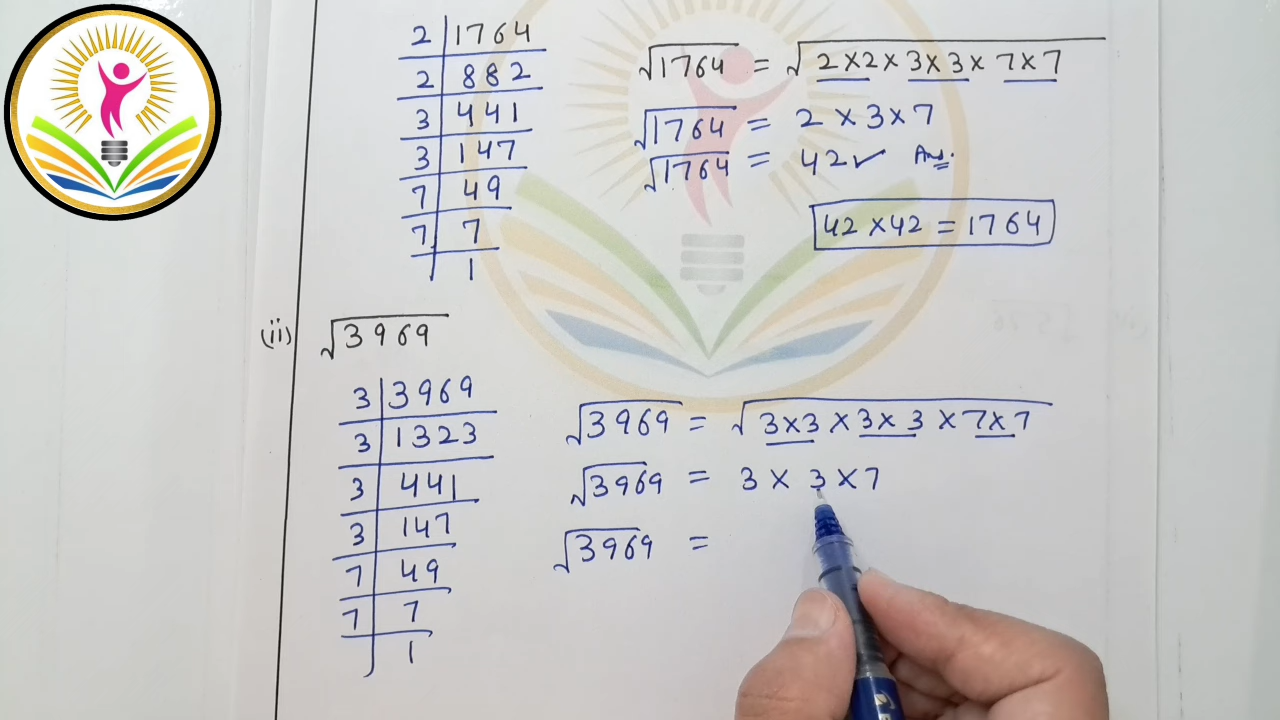 2 | 1764
2 | 882
3 | 441
3 | 147
7 | 49
7 | 7
1
√1764 = √2×2×3×3×7×7
√1764 = 2×3×7
√1764 = 42✓ Ans.
42×42=1764
(ii) √3969
3 | 3969
3 | 1323
3 | 441
3 | 147
7 | 49
7 | 7
1
√3969 = √3×3×3×3×7×7
√3969 = 3×3×7
√3969 =